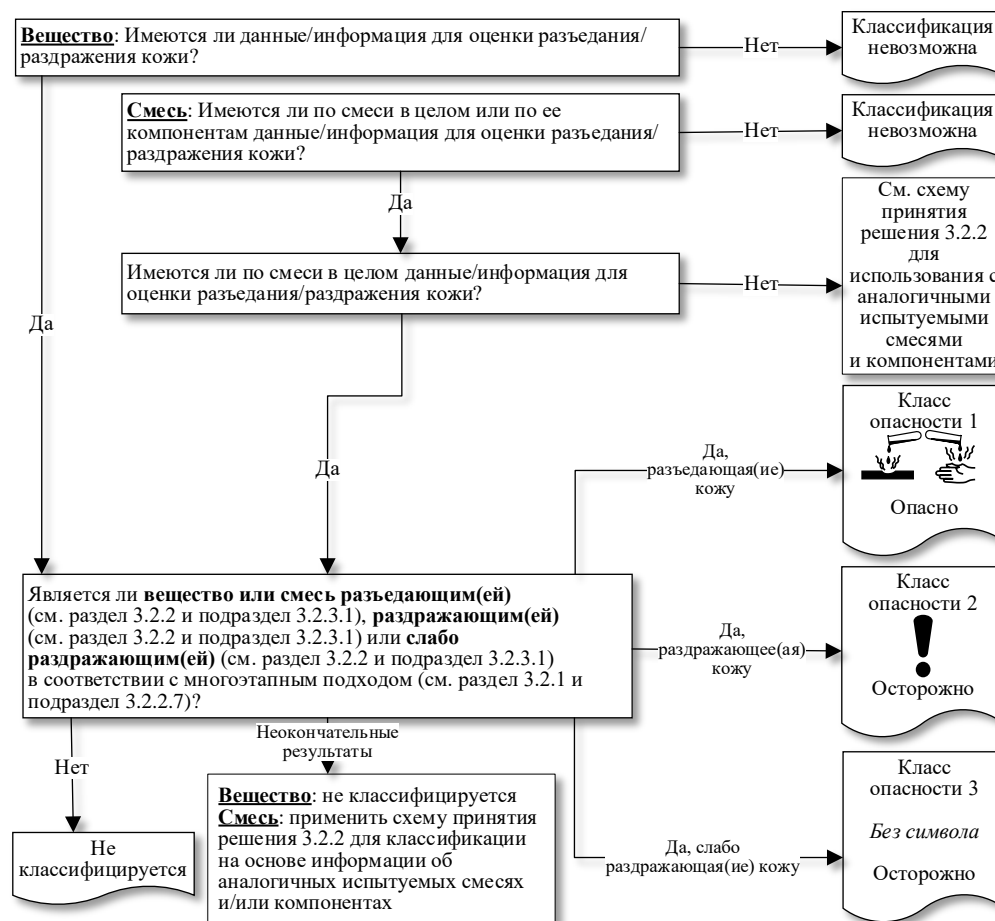 Вещество: Имеются ли данные/информация для оценки разъедания/
раздражения кожи?
Нет
Классификация
невозможна
Смесь: Имеются ли по смеси в целом или по ее
компонентам данные/информация для оценки разъедания/
раздражения кожи?
Нет
Классификация
невозможна
Да
См. схему
принятия
решения 3.2.2
для
использования с
аналогичными
испытуемыми
смесями
и компонентами
Имеются ли по смеси в целом данные/информация для
оценки разъедания/раздражения кожи?
Нет
Да
Да
Да,
разъедающая(ие)
кожу
Класс
опасности 1
Опасно
Является ли вещество или смесь разъедающим(ей)
(см. раздел 3.2.2 и подраздел 3.2.3.1), раздражающим(ей)
(см. раздел 3.2.2 и подраздел 3.2.3.1) или слабо
раздражающим(ей) (см. раздел 3.2.2 и подраздел 3.2.3.1)
в соответствии с многоэтапным подходом (см. раздел 3.2.1 и
подраздел 3.2.2.7)?
Да,
раздражающее(ая)
кожу
Класс
опасности 2
Осторожно
Нет
Не
классифицируется
Неокончательные
результаты
Вещество: не классифицируется
Смесь: применить схему принятия
решения 3.2.2 для классификации
на основе информации об
аналогичных испытуемых смесях
и/или компонентах
Да, слабо
раздражающая(ие) кожу
Класс
опасности 3
Без символа
Осторожно